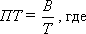 ПТ = В/Т, где